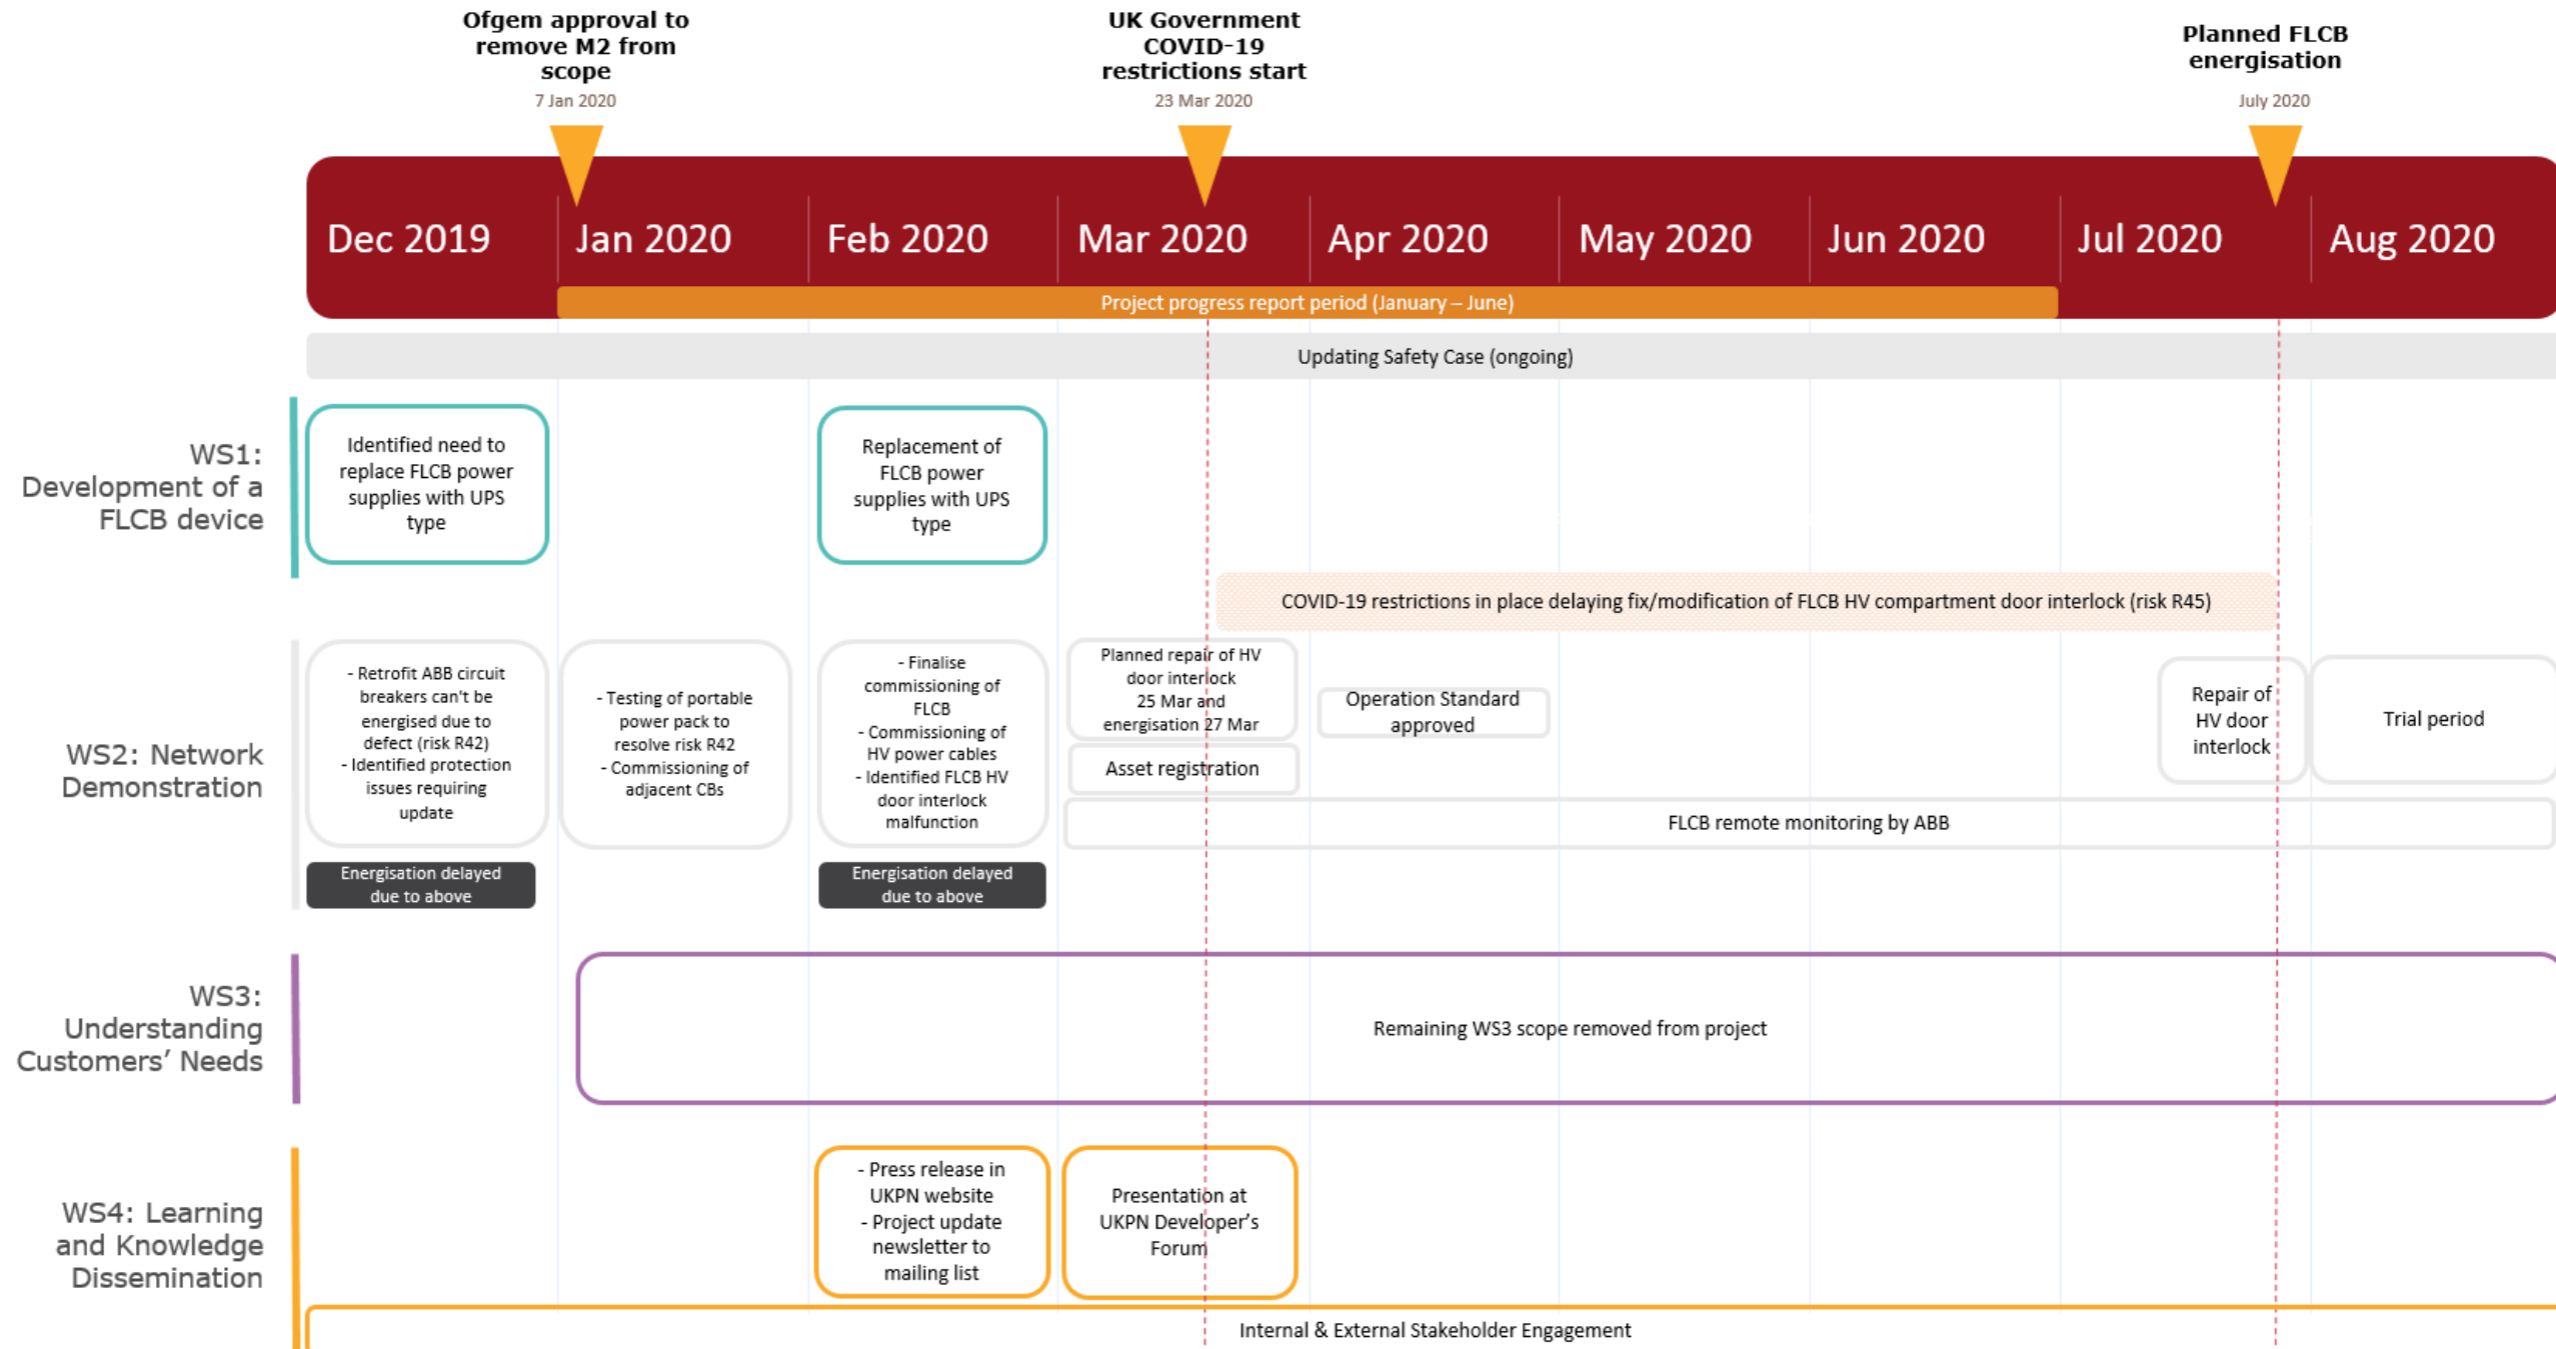 Ofgem approval to
remove M2 from
scope
7 Jan 2020
UK Government
COVID-19
restrictions start
23 Mar 2020
Planned FLCB
energisation
July 2020
Dec 2019
Jan 2020
Feb 2020
Mar 2020
Apr 2020
May 2020
Jun 2020
Jul 2020
Aug 2020
Project progress report period (January – June)
Updating Safety Case (ongoing)
WS1:
Development of a
FLCB device
Identified need to
replace FLCB power
supplies with UPS
type
Replacement of
FLCB power
supplies with UPS
type
COVID-19 restrictions in place delaying fix/modification of FLCB HV compartment door interlock (risk R45)
WS2: Network
Demonstration
- Retrofit ABB circuit
breakers can't be
energised due to
defect (risk R42)
- Identified protection
issues requiring
update
Energisation delayed
due to above
- Testing of portable
power pack to
resolve risk R42
- Commissioning of
adjacent CBs
- Finalise
commissioning of
FLCB
- Commissioning of
HV power cables
- Identified FLCB HV
door interlock
malfunction
Energisation delayed
due to above
Planned repair of HV
door interlock
25 Mar and
energisation 27 Mar
Asset registration
Operation Standard
approved
Repair of
HV door
interlock
Trial period
FLCB remote monitoring by ABB
WS3:
Understanding
Customers’ Needs
Remaining WS3 scope removed from project
WS4: Learning
and Knowledge
Dissemination
- Press release in
UKPN website
- Project update
newsletter to
mailing list
Presentation at
UKPN Developer’s
Forum
Internal & External Stakeholder Engagement